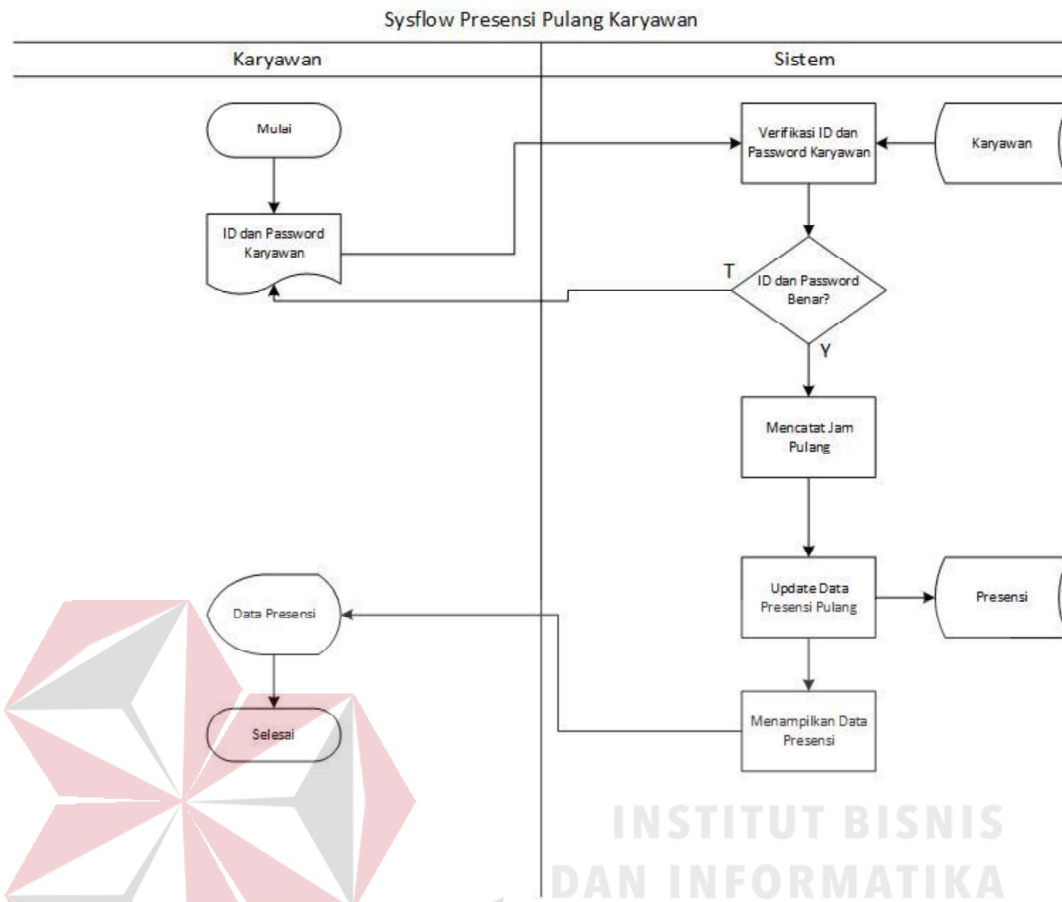 Sysflow Presensi Pulang Karyawan
Karyawan
Sistem
Mulai
Verifikasi ID dan
Password Karyawan
Karyawan
ID dan Password
Karyawan
T
ID dan Password
Benar?
Y
Mencatat Jam
Pulang
Data Presensi
Update Data
Presensi Pulang
Presensi
Selesai
Menampilkan Data
Presensi
INSTITUT BISNIS
DAN INFORMATIKA